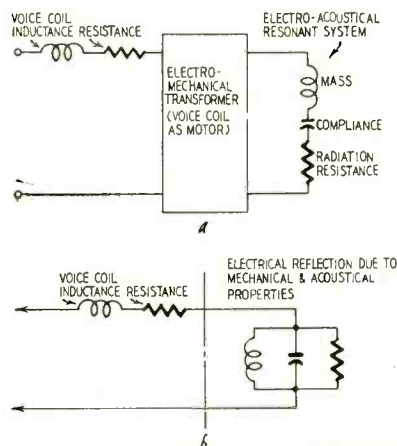 VOICE COIL
INDUCTANCE RESISTANCE
ELECTRO-ACOUSTICAL
RESONANT SYSTEM
ELECTRO-
MECHANICAL
TRANSFORMER
(VOICE COIL
AS MOTOR)
MASS
COMPLIANCE
RADIATION
RESISTANCE
a
VOICE COIL
INDUCTANCE RESISTANCE
ELECTRICAL REFLECTION DUE TO
MECHANICAL & ACOUSTICAL
PROPERTIES
b